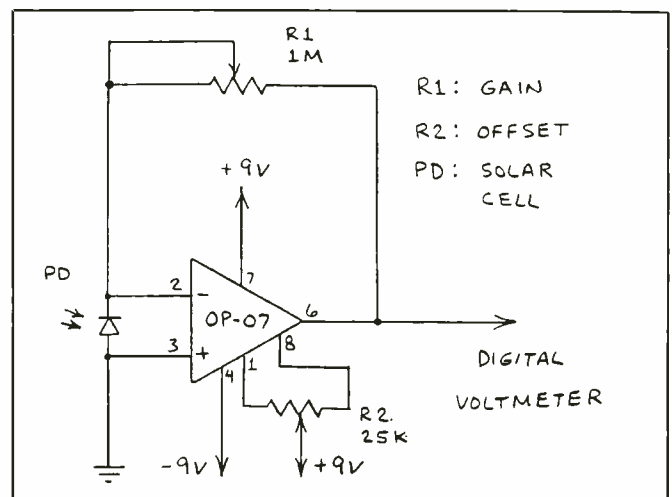 R1
1M
R1: GAIN
R2: OFFSET
PD: SOLAR
CELL
+9V
PD
2
-
7
OP-07
6
3
+
4
1
8
DIGITAL
VOLTMETER
R2.
25K
-9V
+9V